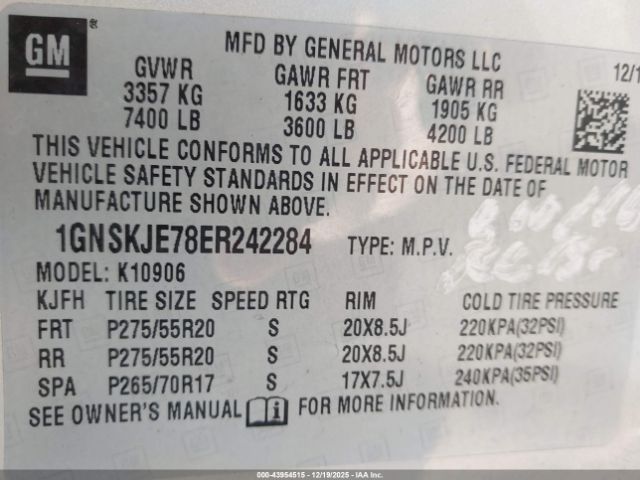 GM
MFD BY GENERAL MOTORS LLC
GVWR GAWR FRT GAWR RR 12/1
3357 KG 1633 KG 1905 KG
7400 LB 3600 LB 4200 LB
THIS VEHICLE CONFORMS TO ALL APPLICABLE U.S. FEDERAL MOTOR
VEHICLE SAFETY STANDARDS IN EFFECT ON THE DATE OF
MANUFACTURE SHOWN ABOVE.
1GNSKJE78ER242284 TYPE: M.P.V.
MODEL: K10906
KJFH TIRE SIZE SPEED RTG RIM COLD TIRE PRESSURE
FRT P275/55R20 S 20X8.5J 220KPA(32PSI)
RR P275/55R20 S 20X8.5J 220KPA(32PSI)
SPA P265/70R17 S 17X7.5J 240KPA(35PSI)
SEE OWNER'S MANUAL FOR MORE INFORMATION.
000-43954515 - 12/19/2025 - IAA Inc.